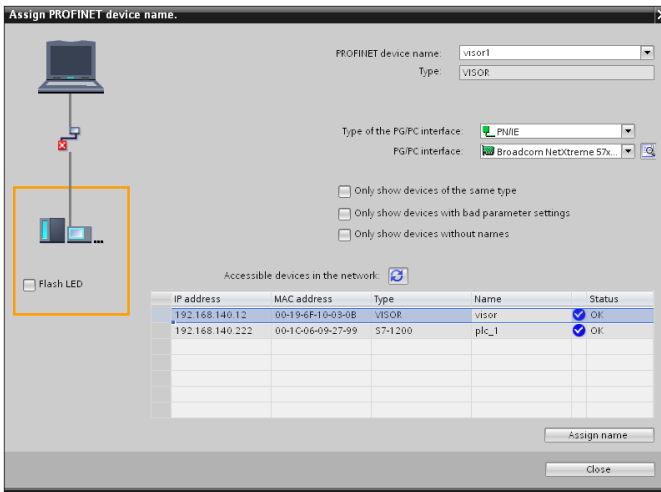 Assign PROFINET device name.
PROFINET device name: visor1
Type: VISOR
Type of the PG/PC interface: PN/IE
PG/PC interface: Broadcom NetXtreme 57x...
Only show devices of the same type
Only show devices with bad parameter settings
Only show devices without names
...
Flash LED
Accessible devices in the network:
IP address MAC address Type Name Status
192.168.140.12 00-19-6F-10-03-0B VISOR visor OK
192.168.140.222 00-1C-06-09-27-99 S7-1200 plc_1 OK
Assign name
Close